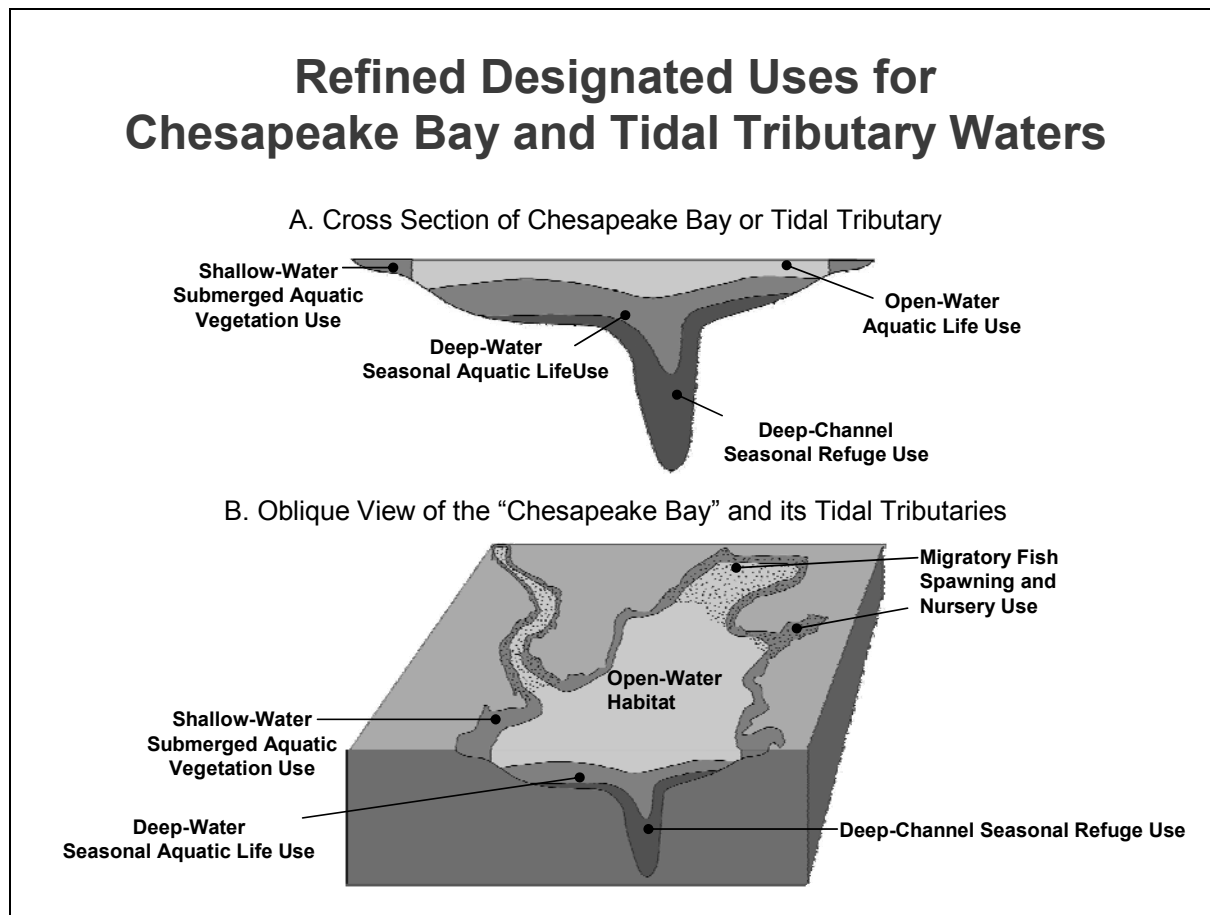 Refined Designated Uses for
Chesapeake Bay and Tidal Tributary Waters
A. Cross Section of Chesapeake Bay or Tidal Tributary
Shallow-Water
Submerged Aquatic
Vegetation Use
Open-Water
Aquatic Life Use
Deep-Water
Seasonal Aquatic LifeUse
Deep-Channel
Seasonal Refuge Use
B. Oblique View of the “Chesapeake Bay” and its Tidal Tributaries
Migratory Fish
Spawning and
Nursery Use
Open-Water
Habitat
Shallow-Water
Submerged Aquatic
Vegetation Use
Deep-Water
Seasonal Aquatic Life Use
Deep-Channel Seasonal Refuge Use